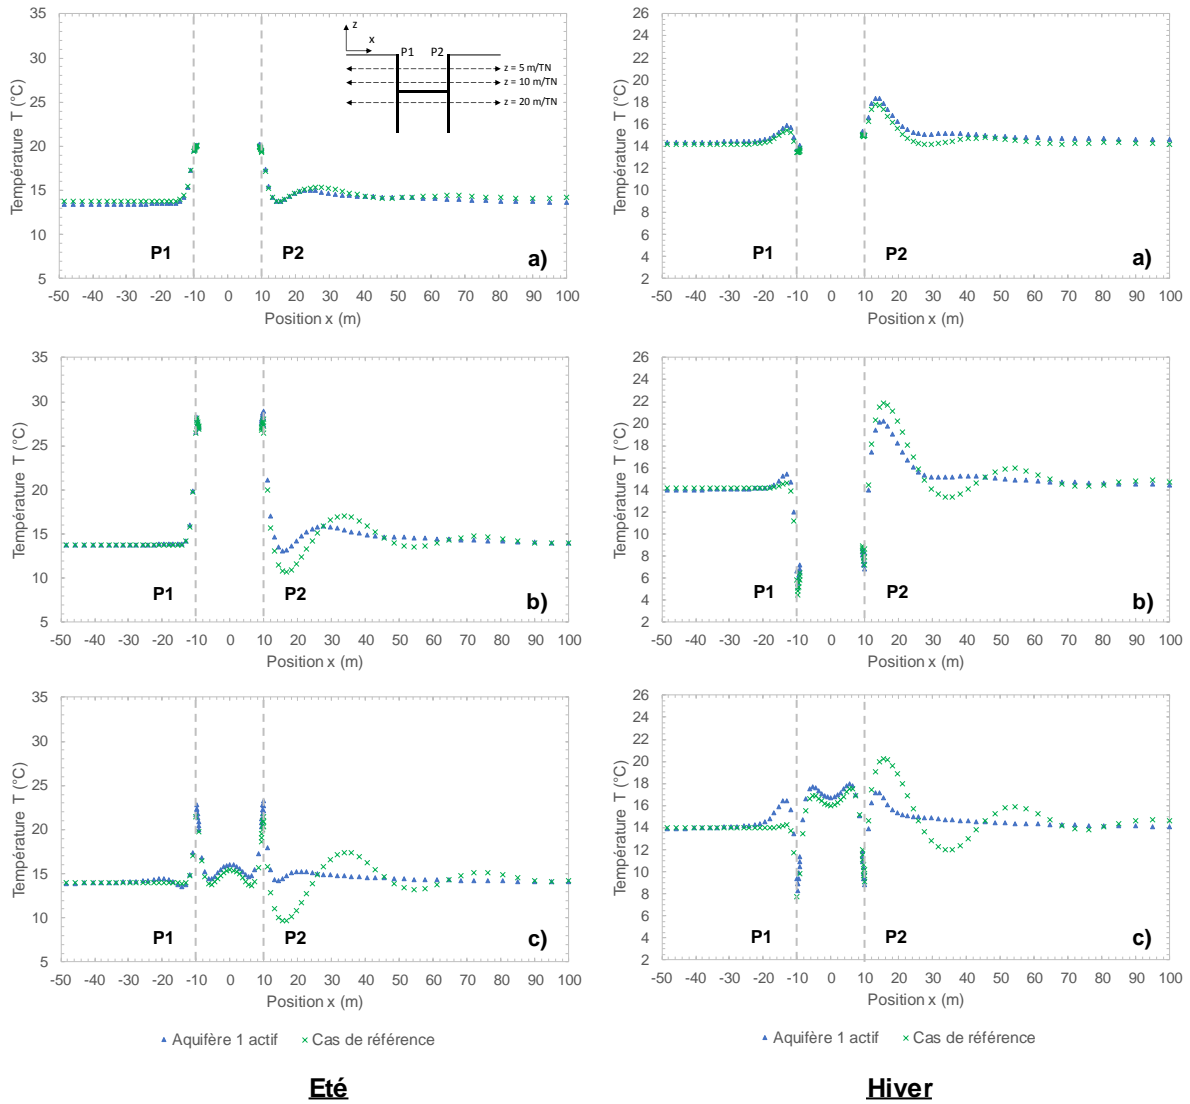 35
30
25
20
15
10
5
Température T (°C)
z
x
P1
P2
z = 5 m/TN
z = 10 m/TN
z = 20 m/TN
P1
P2
a)
-50 -40 -30 -20 -10 0 10 20 30 40 50 60 70 80 90 100
Position x (m)
26
24
22
20
18
16
14
12
10
8
6
4
2
Température T (°C)
P1
P2
a)
-50 -40 -30 -20 -10 0 10 20 30 40 50 60 70 80 90 100
Position x (m)
35
30
25
20
15
10
5
Température T (°C)
P1
P2
b)
-50 -40 -30 -20 -10 0 10 20 30 40 50 60 70 80 90 100
Position x (m)
26
24
22
20
18
16
14
12
10
8
6
4
2
Température T (°C)
P1
P2
b)
-50 -40 -30 -20 -10 0 10 20 30 40 50 60 70 80 90 100
Position x (m)
35
30
25
20
15
10
5
Température T (°C)
P1
P2
c)
-50 -40 -30 -20 -10 0 10 20 30 40 50 60 70 80 90 100
Position x (m)
26
24
22
20
18
16
14
12
10
8
6
4
2
Température T (°C)
P1
P2
c)
-50 -40 -30 -20 -10 0 10 20 30 40 50 60 70 80 90 100
Position x (m)
Aquifère 1 actif
Cas de référence
Aquifère 1 actif
Cas de référence
Eté
Hiver